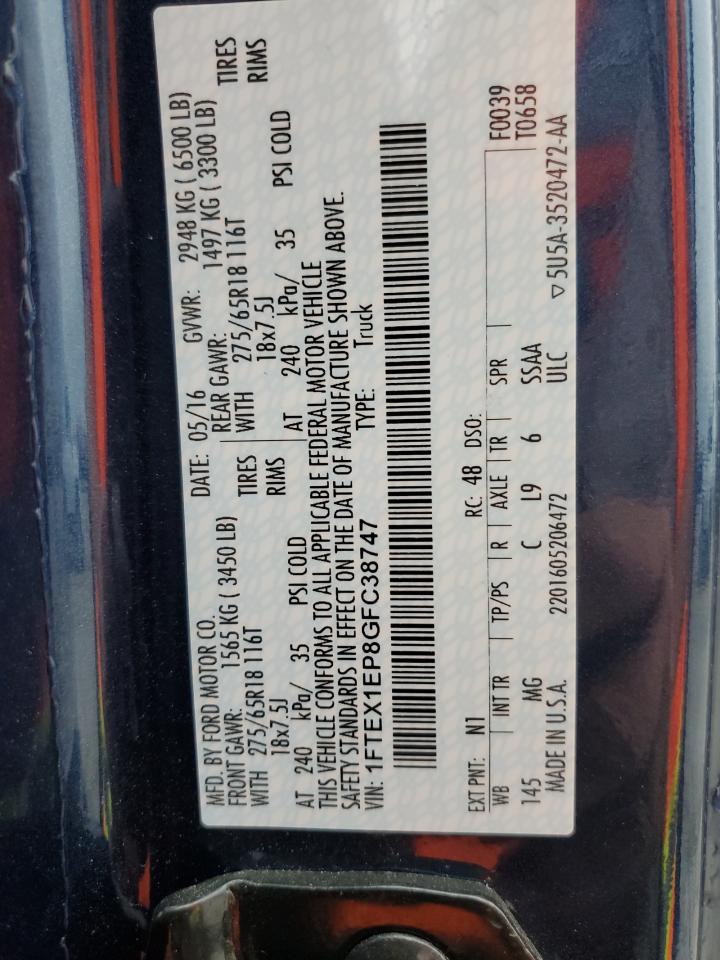 MFD. BY FORD MOTOR CO.
DATE: 05/16 GVWR: 2948 KG ( 6500 LB)
FRONT GAWR: 1565 KG ( 3450 LB)
REAR GAWR: 1497 KG ( 3300 LB)
WITH 275/65R18 116T TIRES
WITH 275/65R18 116T TIRES
18x7.5J RIMS
18x7.5J RIMS
AT 240 kPa/ 35 PSI COLD
AT 240 kPa/ 35 PSI COLD
THIS VEHICLE CONFORMS TO ALL APPLICABLE FEDERAL MOTOR VEHICLE
SAFETY STANDARDS IN EFFECT ON THE DATE OF MANUFACTURE SHOWN ABOVE.
VIN: 1FTEX1EP8GFC38747 TYPE: Truck
EXT PNT: N1 RC: 48 DSO:
F0039
WB INT TR TP/PS R AXLE TR SPR
T0658
145 MG C L9 6 SSAA
MADE IN U.S.A. 2201605206472 ULC ▽5U5A-3520472-AA